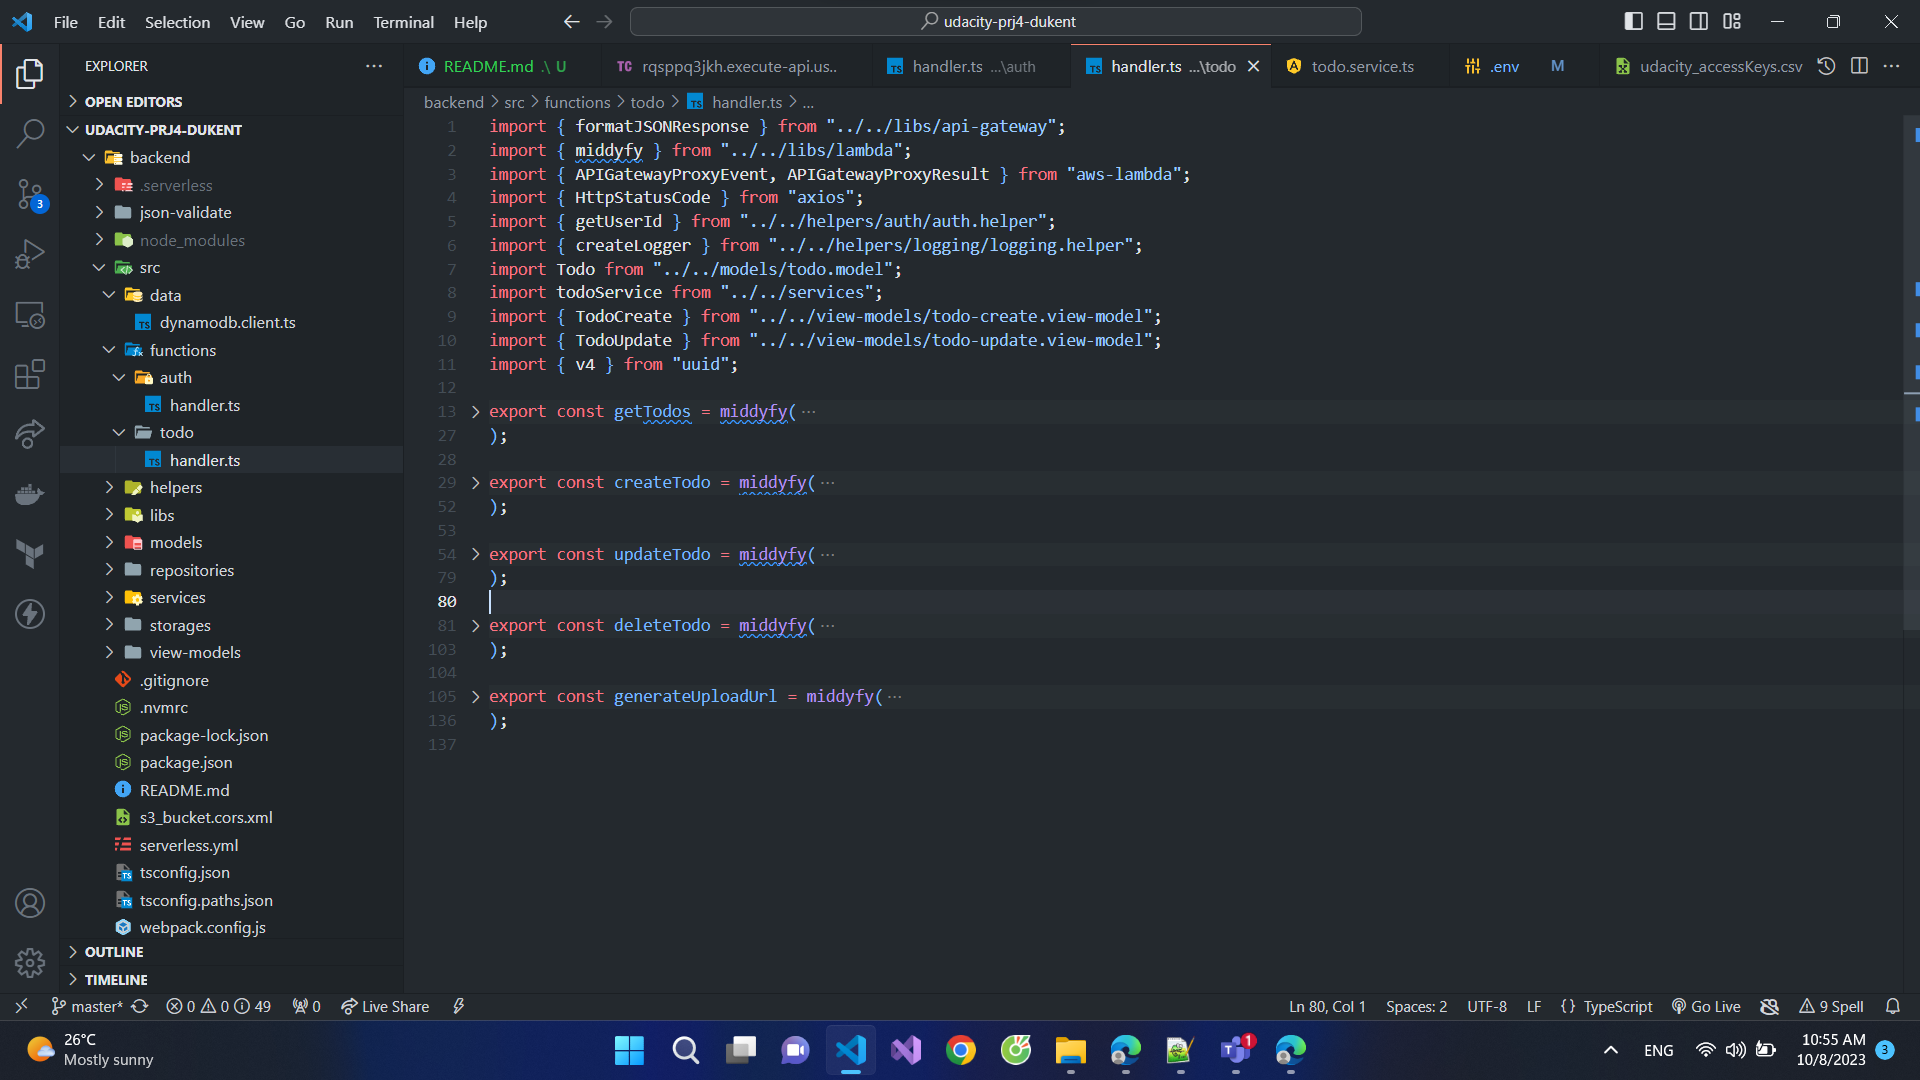 File Edit Selection View Go Run Terminal Help
udacity-prj4-dukent
EXPLORER
OPEN EDITORS
UDACITY-PRJ4-DUKENT
backend
.serverless
json-validate
node_modules
src
data
dynamodb.client.ts
functions
auth
handler.ts
todo
handler.ts
helpers
libs
models
repositories
services
storages
view-models
.gitignore
.nvmrc
package-lock.json
package.json
README.md
s3_bucket.cors.xml
serverless.yml
tsconfig.json
tsconfig.paths.json
webpack.config.js
OUTLINE
TIMELINE
README.md .\ U
TC rqsppq3jkh.execute-api.us..
handler.ts ...\auth
handler.ts ...\todo
todo.service.ts
.env M
udacity_accessKeys.csv
backend > src > functions > todo > TS handler.ts > ...
1 import { formatJSONResponse } from "../../libs/api-gateway";
2 import { middyfy } from "../../libs/lambda";
3 import { APIGatewayProxyEvent, APIGatewayProxyResult } from "aws-lambda";
4 import { HttpStatusCode } from "axios";
5 import { getUserId } from "../../helpers/auth/auth.helper";
6 import { createLogger } from "../../helpers/logging/logging.helper";
7 import Todo from "../../models/todo.model";
8 import todoService from "../../services";
9 import { TodoCreate } from "../../view-models/todo-create.view-model";
10 import { TodoUpdate } from "../../view-models/todo-update.view-model";
11 import { v4 } from "uuid";
12
13 export const getTodos = middyfy( ...
27 );
28
29 export const createTodo = middyfy( ...
52 );
53
54 export const updateTodo = middyfy( ...
79 );
80
81 export const deleteTodo = middyfy( ...
103 );
104
105 export const generateUploadUrl = middyfy( ...
136 );
137
3
master* 0 0 49 0 Live Share
Ln 80, Col 1 Spaces: 2 UTF-8 LF {} TypeScript Go Live 9 Spell
26°C
Mostly sunny
1
ENG
10:55 AM
10/8/2023
3